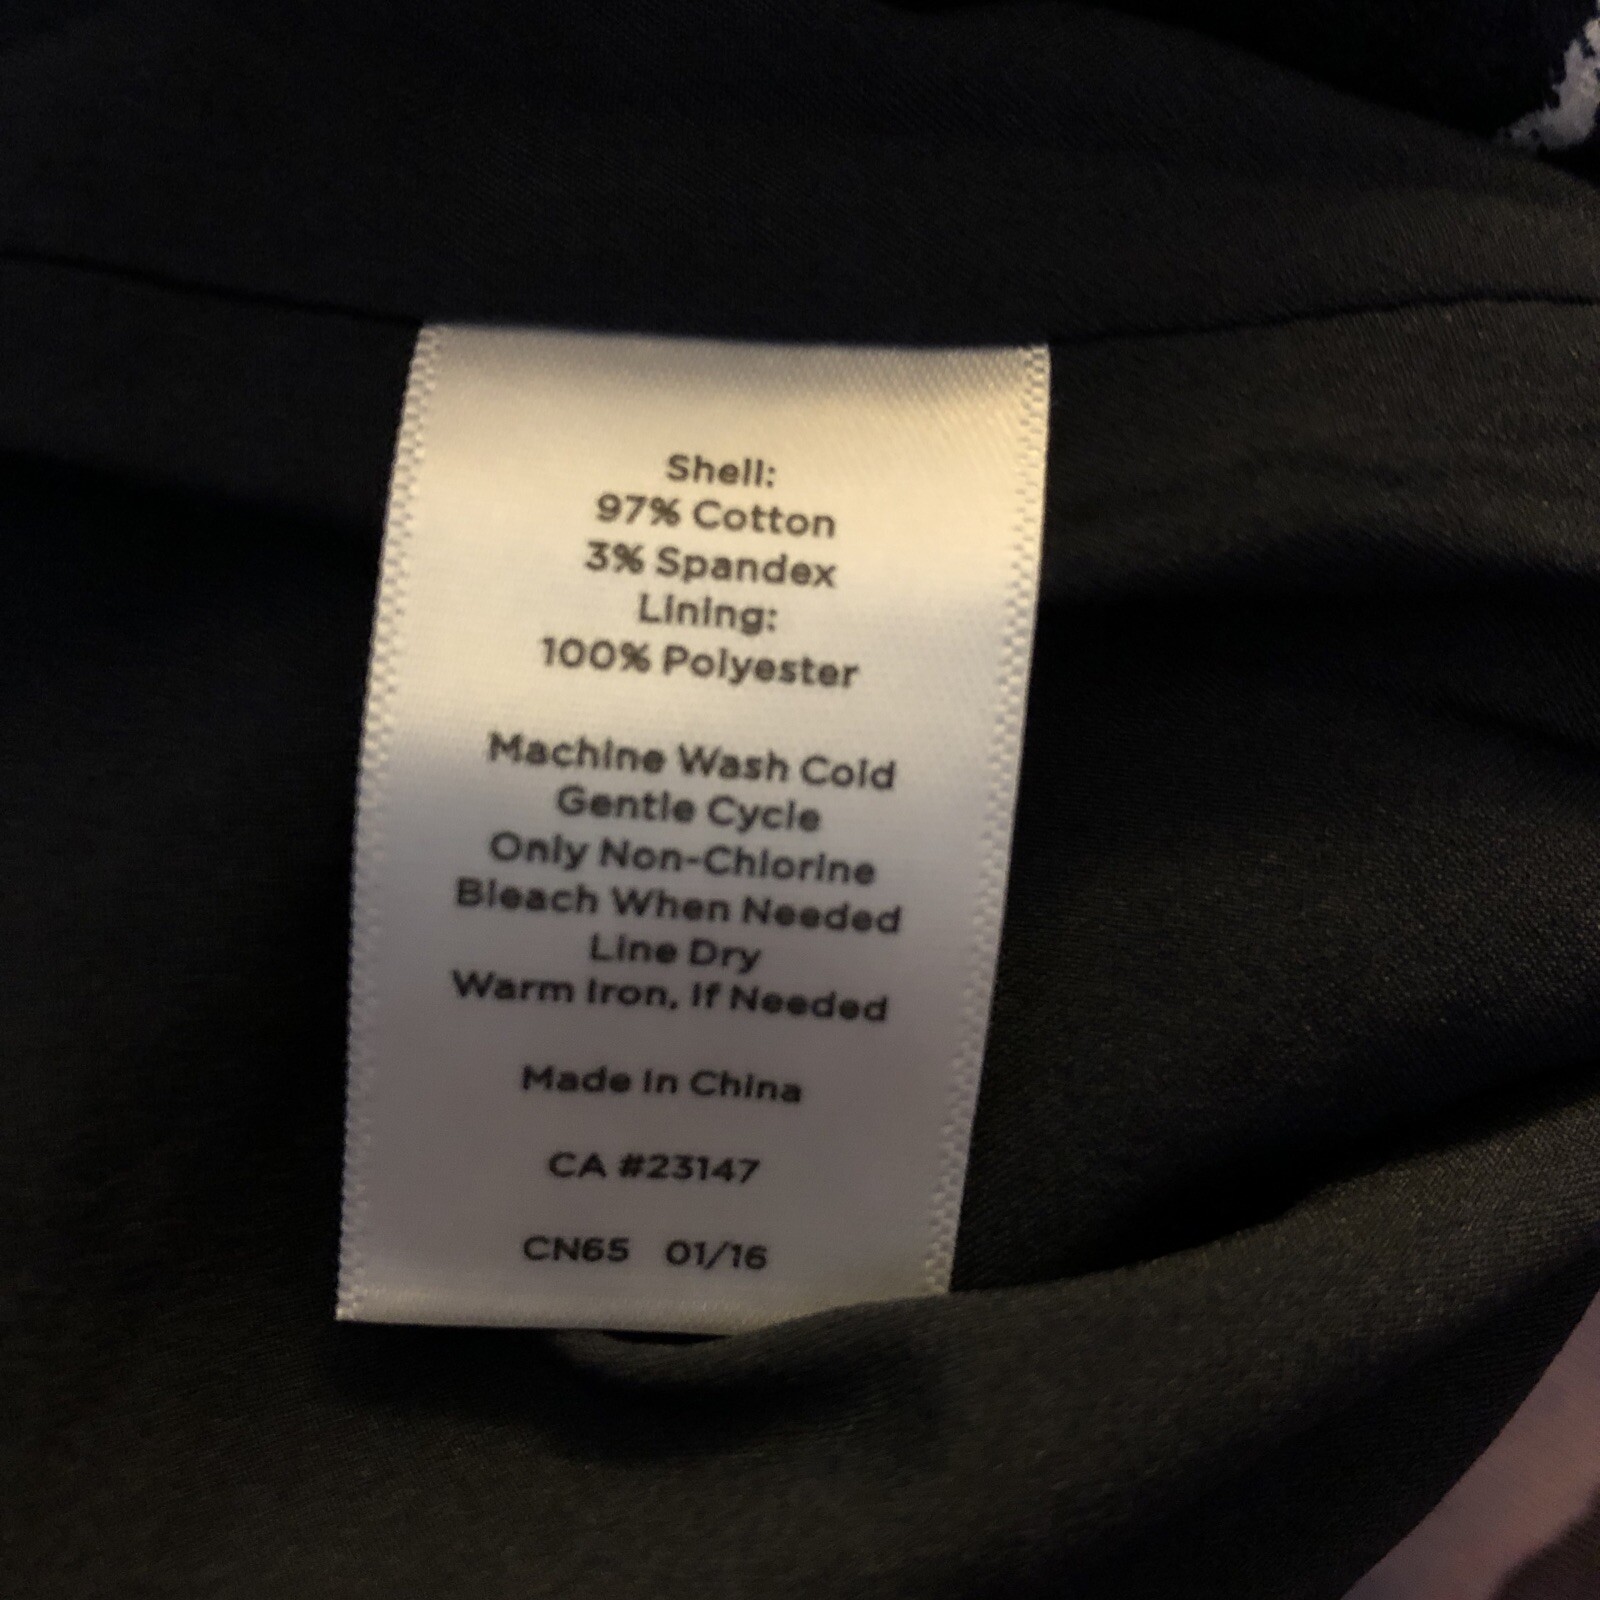 Shell:
97% Cotton
3% Spandex
Lining:
100% Polyester
Machine Wash Cold
Gentle Cycle
Only Non-Chlorine
Bleach When Needed
Line Dry
Warm Iron, If Needed
Made In China
CA #23147
CN65 01/16